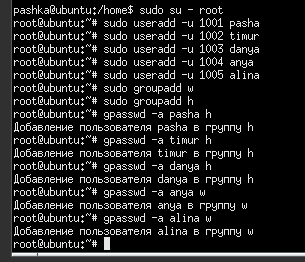 pashka@ubuntu:/home$ sudo su - root
root@ubuntu:~# sudo useradd -u 1001 pasha
root@ubuntu:~# sudo useradd -u 1002 timur
root@ubuntu:~# sudo useradd -u 1003 danya
root@ubuntu:~# sudo useradd -u 1004 anya
root@ubuntu:~# sudo useradd -u 1005 alina
root@ubuntu:~# sudo groupadd w
root@ubuntu:~# sudo groupadd h
root@ubuntu:~# gpasswd -a pasha h
Добавление пользователя pasha в группу h
root@ubuntu:~# gpasswd -a timur h
Добавление пользователя timur в группу h
root@ubuntu:~# gpasswd -a danya h
Добавление пользователя danya в группу h
root@ubuntu:~# gpasswd -a anya w
Добавление пользователя anya в группу w
root@ubuntu:~# gpasswd -a alina w
Добавление пользователя alina в группу w
root@ubuntu:~#